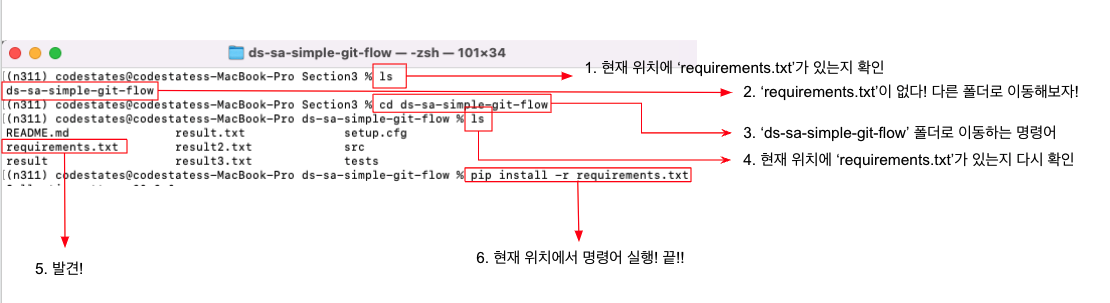 ds-sa-simple-git-flow — -zsh — 101×34
[(n311) codestates@codestatess-MacBook-Pro Section3 % ls
1. 현재 위치에 ‘requirements.txt’가 있는지 확인
ds-sa-simple-git-flow
2. ‘requirements.txt’이 없다! 다른 폴더로 이동해보자!
[(n311) codestates@codestatess-MacBook-Pro Section3 % cd ds-sa-simple-git-flow
[(n311) codestates@codestatess-MacBook-Pro ds-sa-simple-git-flow % ls
README.md result.txt setup.cfg
3. ‘ds-sa-simple-git-flow’ 폴더로 이동하는 명령어
requirements.txt result2.txt src
result result3.txt tests
4. 현재 위치에 ‘requirements.txt’가 있는지 다시 확인
[(n311) codestates@codestatess-MacBook-Pro ds-sa-simple-git-flow % pip install -r requirements.txt
5. 발견!
6. 현재 위치에서 명령어 실행! 끝!!